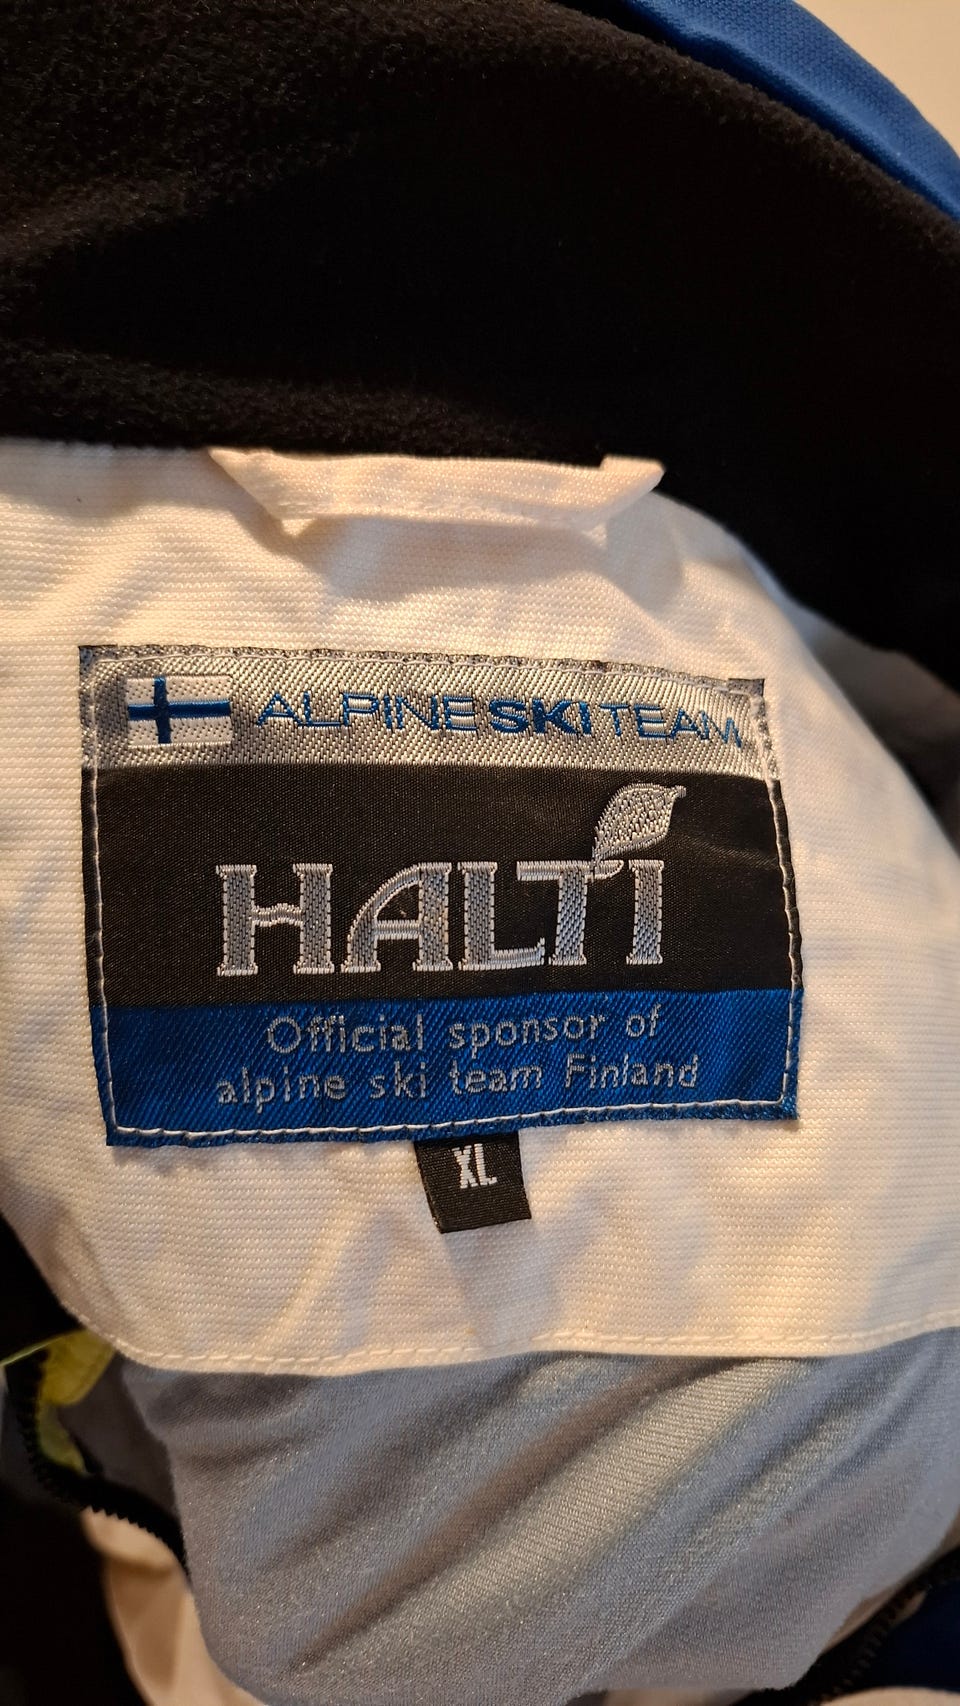 ALPINE SKI TEAM
HALTI
Official sponsor of
alpine ski team Finland
XL